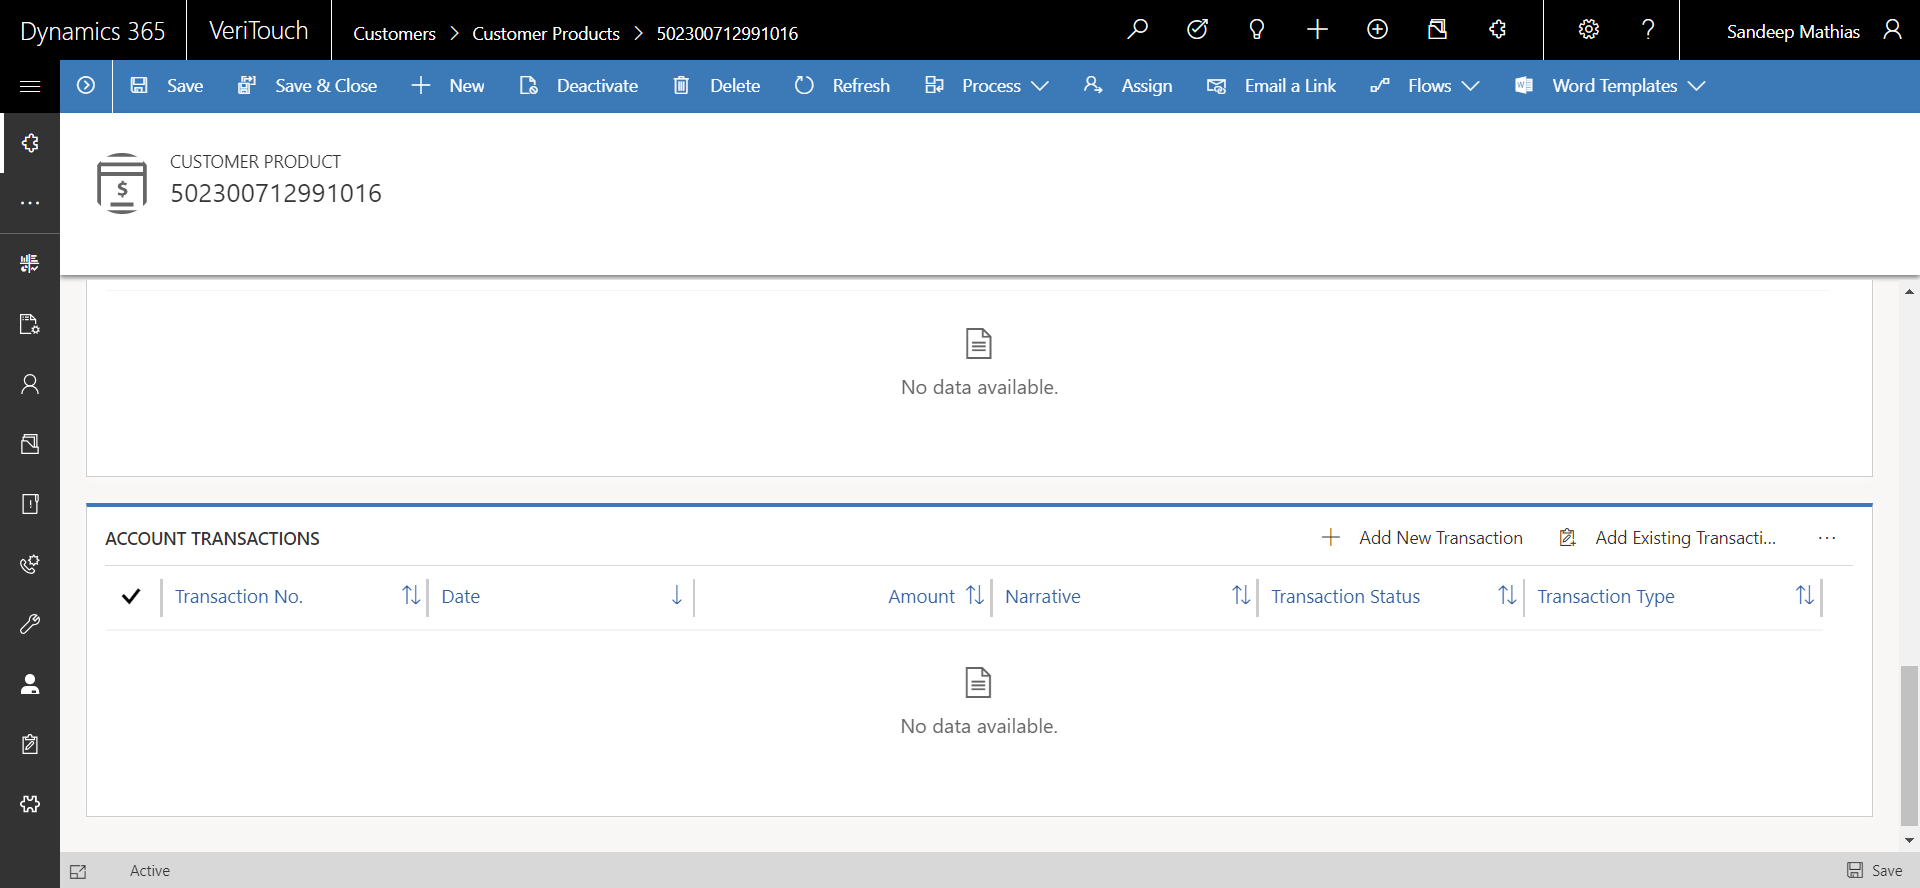 Dynamics 365
VeriTouch
Customers > Customer Products > 502300712991016
Sandeep Mathias
Save
Save & Close
New
Deactivate
Delete
Refresh
Process
Assign
Email a Link
Flows
Word Templates
CUSTOMER PRODUCT
502300712991016
No data available.
ACCOUNT TRANSACTIONS
Add New Transaction
Add Existing Transacti...
Transaction No.
Date
Amount
Narrative
Transaction Status
Transaction Type
No data available.
Active
Save